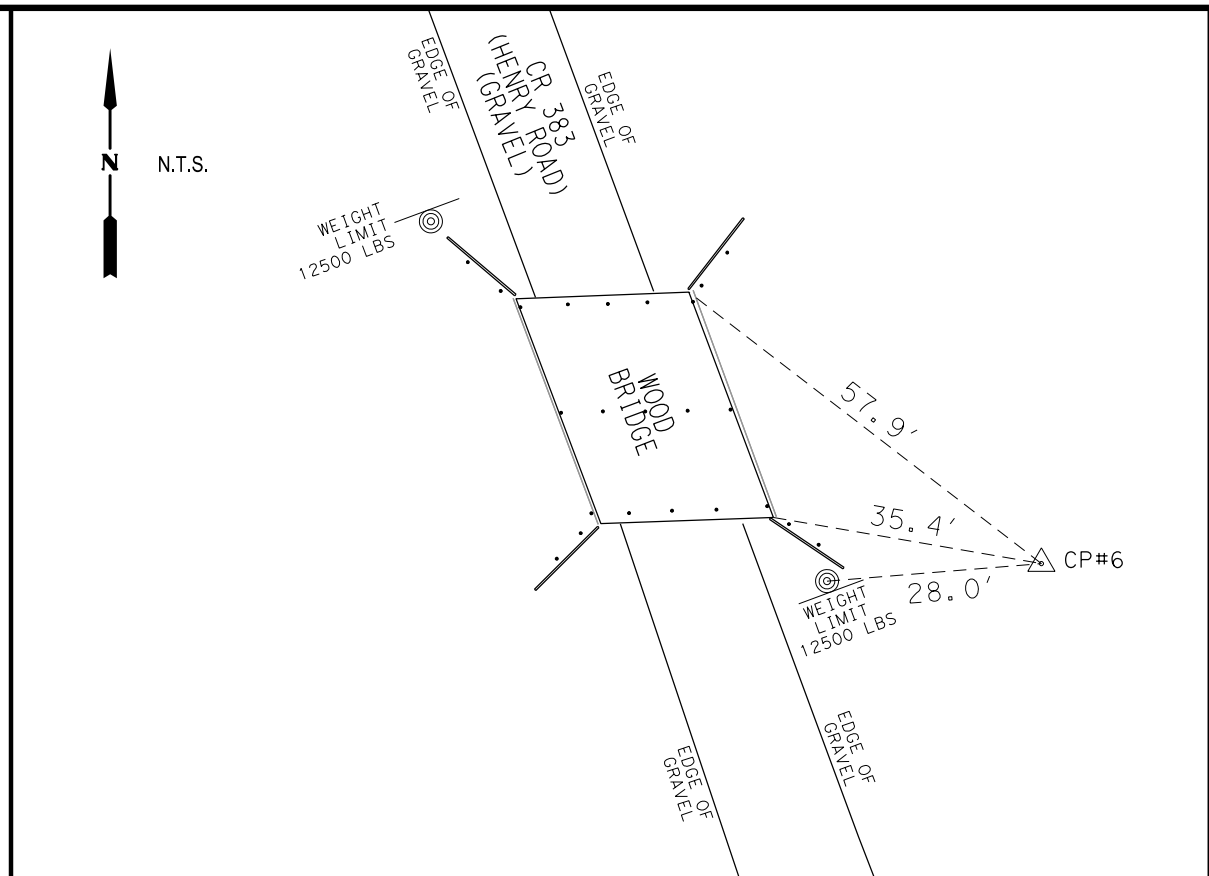 EDGE OF
GRAVEL
CR 383
(HENRY ROAD)
(GRAVEL)
EDGE OF
GRAVEL
N
N.T.S.
WEIGHT
LIMIT
12500 LBS
WOOD
BRIDGE
57.9'
35.4'
CP#6
28.0'
WEIGHT
LIMIT
12500 LBS
EDGE OF
GRAVEL
EDGE OF
GRAVEL